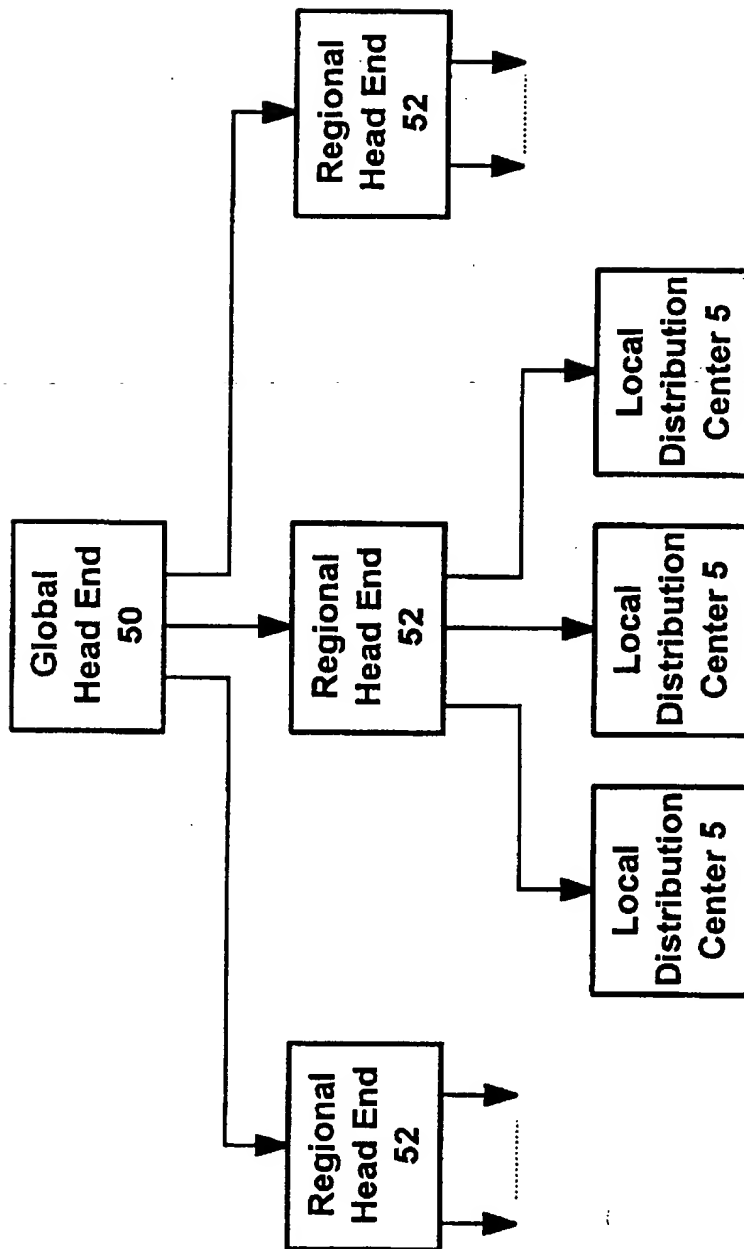 Global
Head End
50
Regional
Head End
52
Regional
Head End
52
Regional
Head End
52
Local
Distribution
Center 5
Local
Distribution
Center 5
Local
Distribution
Center 5